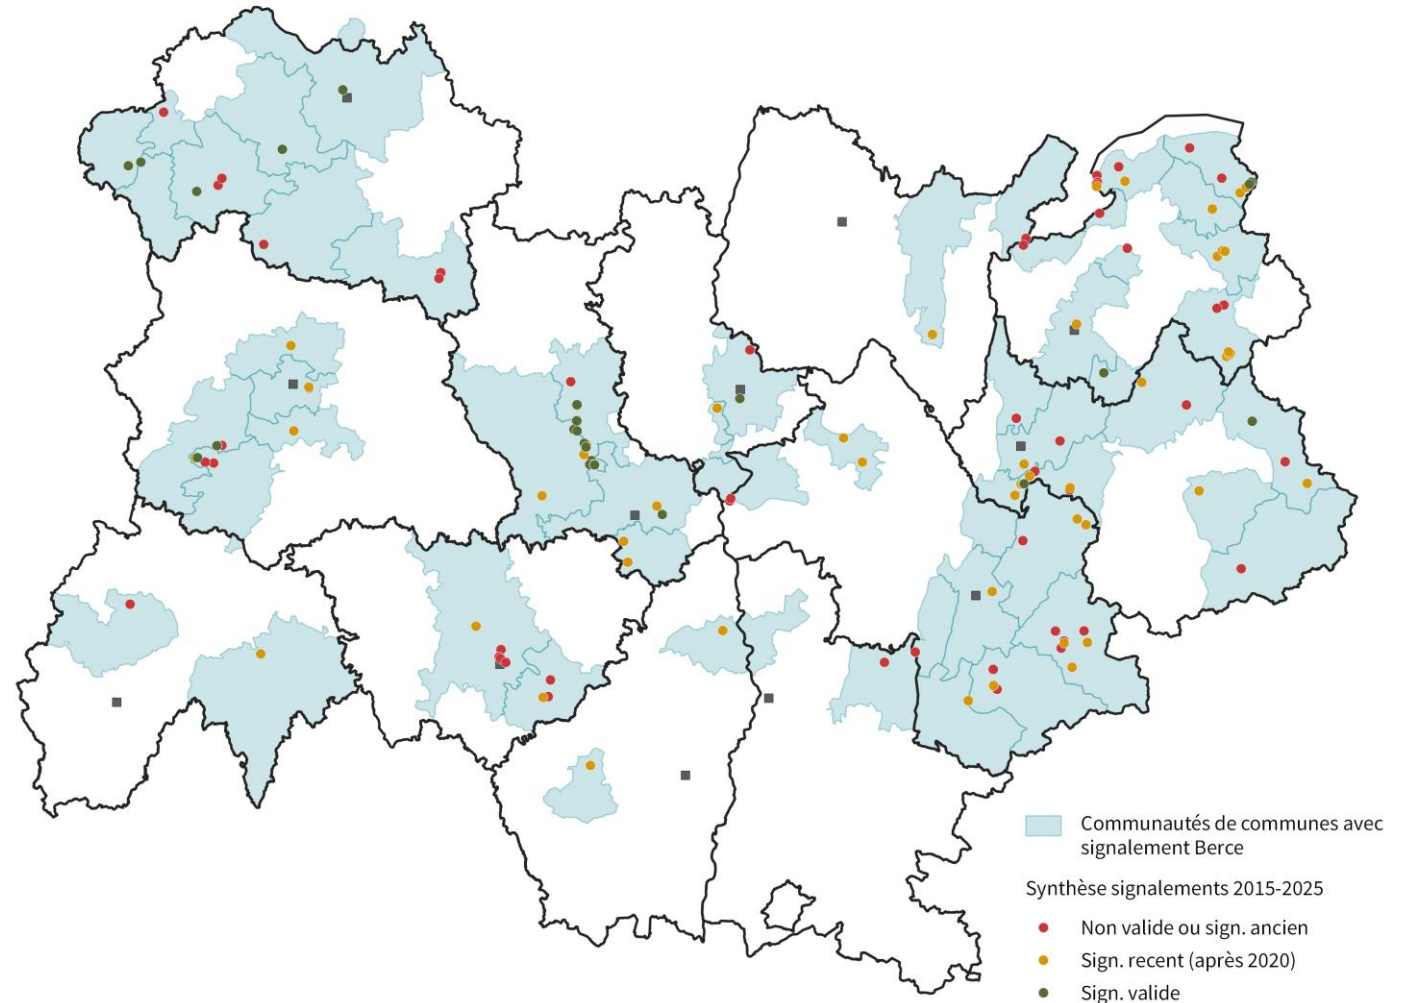 Communautés de communes avec
signalement Berce
Synthèse signalements 2015-2025
Non valide ou sign. ancien
Sign. recent (après 2020)
Sign. valide